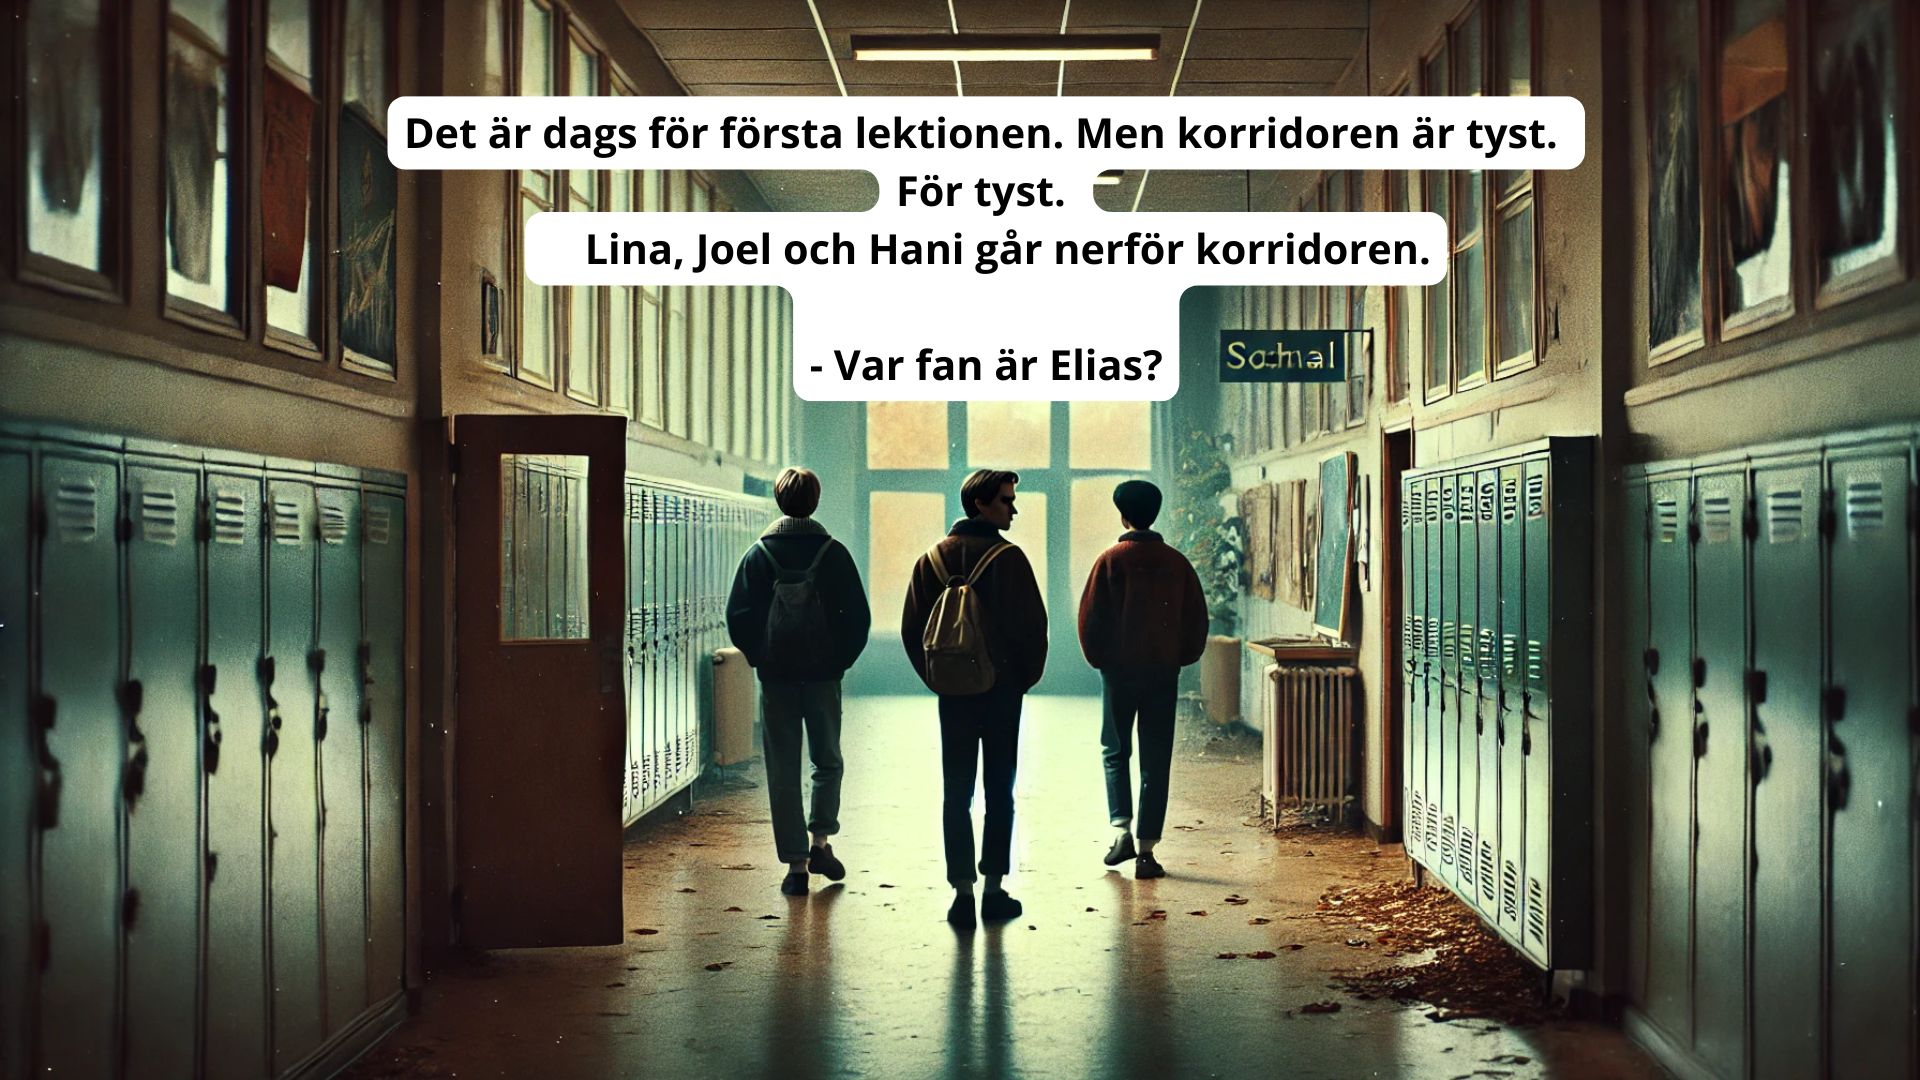 Det är dags för första lektionen. Men korridoren är tyst.
För tyst.
Lina, Joel och Hani går nerför korridoren.
- Var fan är Elias?